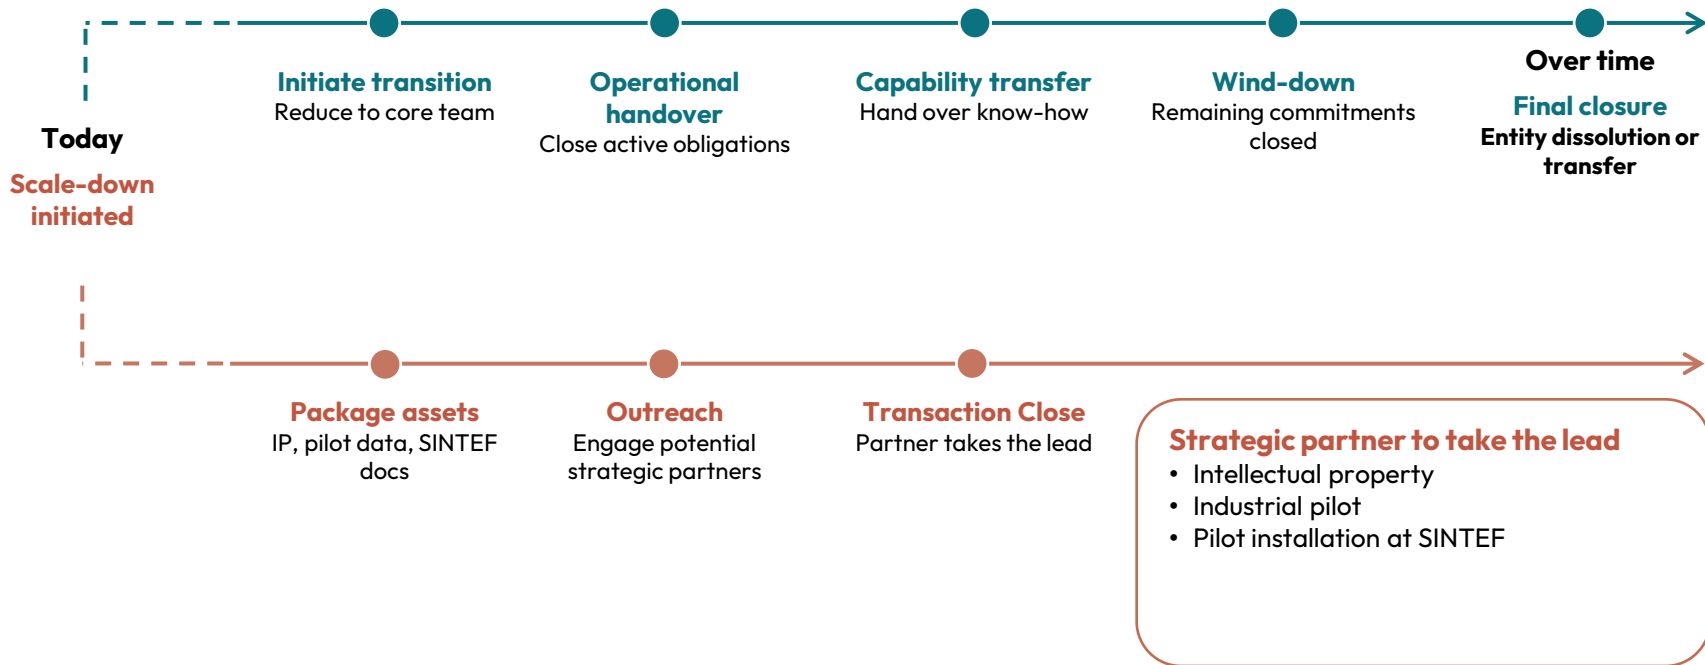 Today
Scale-down
initiated
Initiate transition
Reduce to core team
Operational
handover
Close active obligations
Capability transfer
Hand over know-how
Wind-down
Remaining commitments
closed
Over time
Final closure
Entity dissolution or
transfer
Package assets
IP, pilot data, SINTEF
docs
Outreach
Engage potential
strategic partners
Transaction Close
Partner takes the lead
Strategic partner to take the lead
• Intellectual property
• Industrial pilot
• Pilot installation at SINTEF